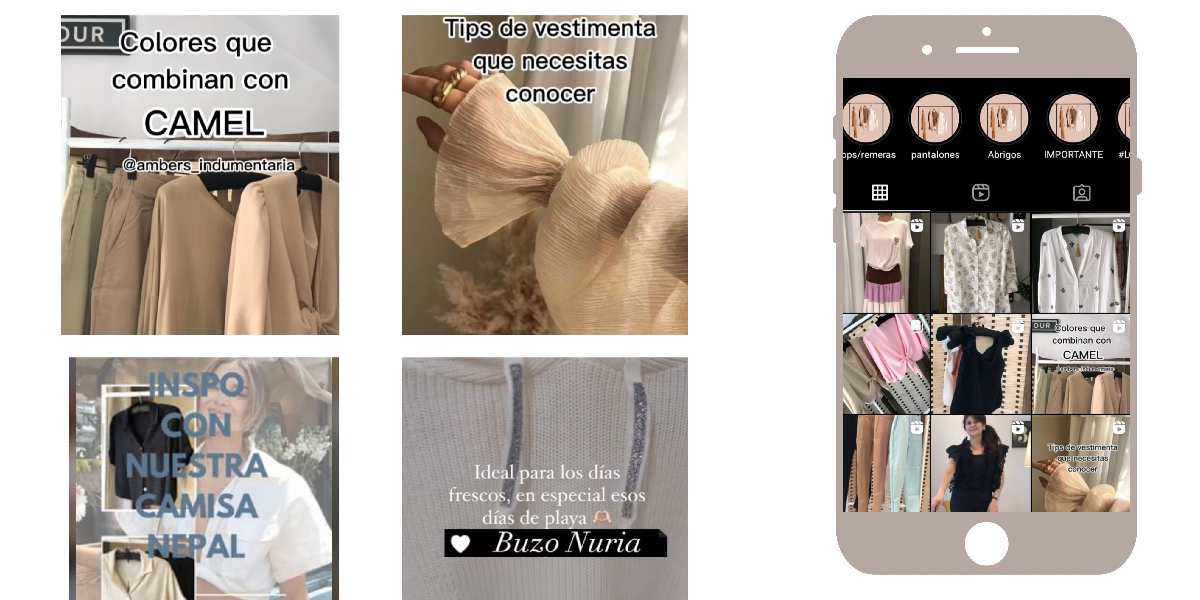 OUR
Colores que
combinan con
CAMEL
@ambers_indumentaria
Tips de vestimenta
que necesitas
conocer
INSPO
CON
NUESTRA
CAMISA
NEPAL
Ideal para los días
frescos, en especial esos
días de playa
Buzo Nuria
ops/remeras
pantalones
Abrigos
IMPORTANTE
OUR
Colores que
combinan con
CAMEL
@ambers_indumentaria
Tips de vestimenta
que necesitas
conocer